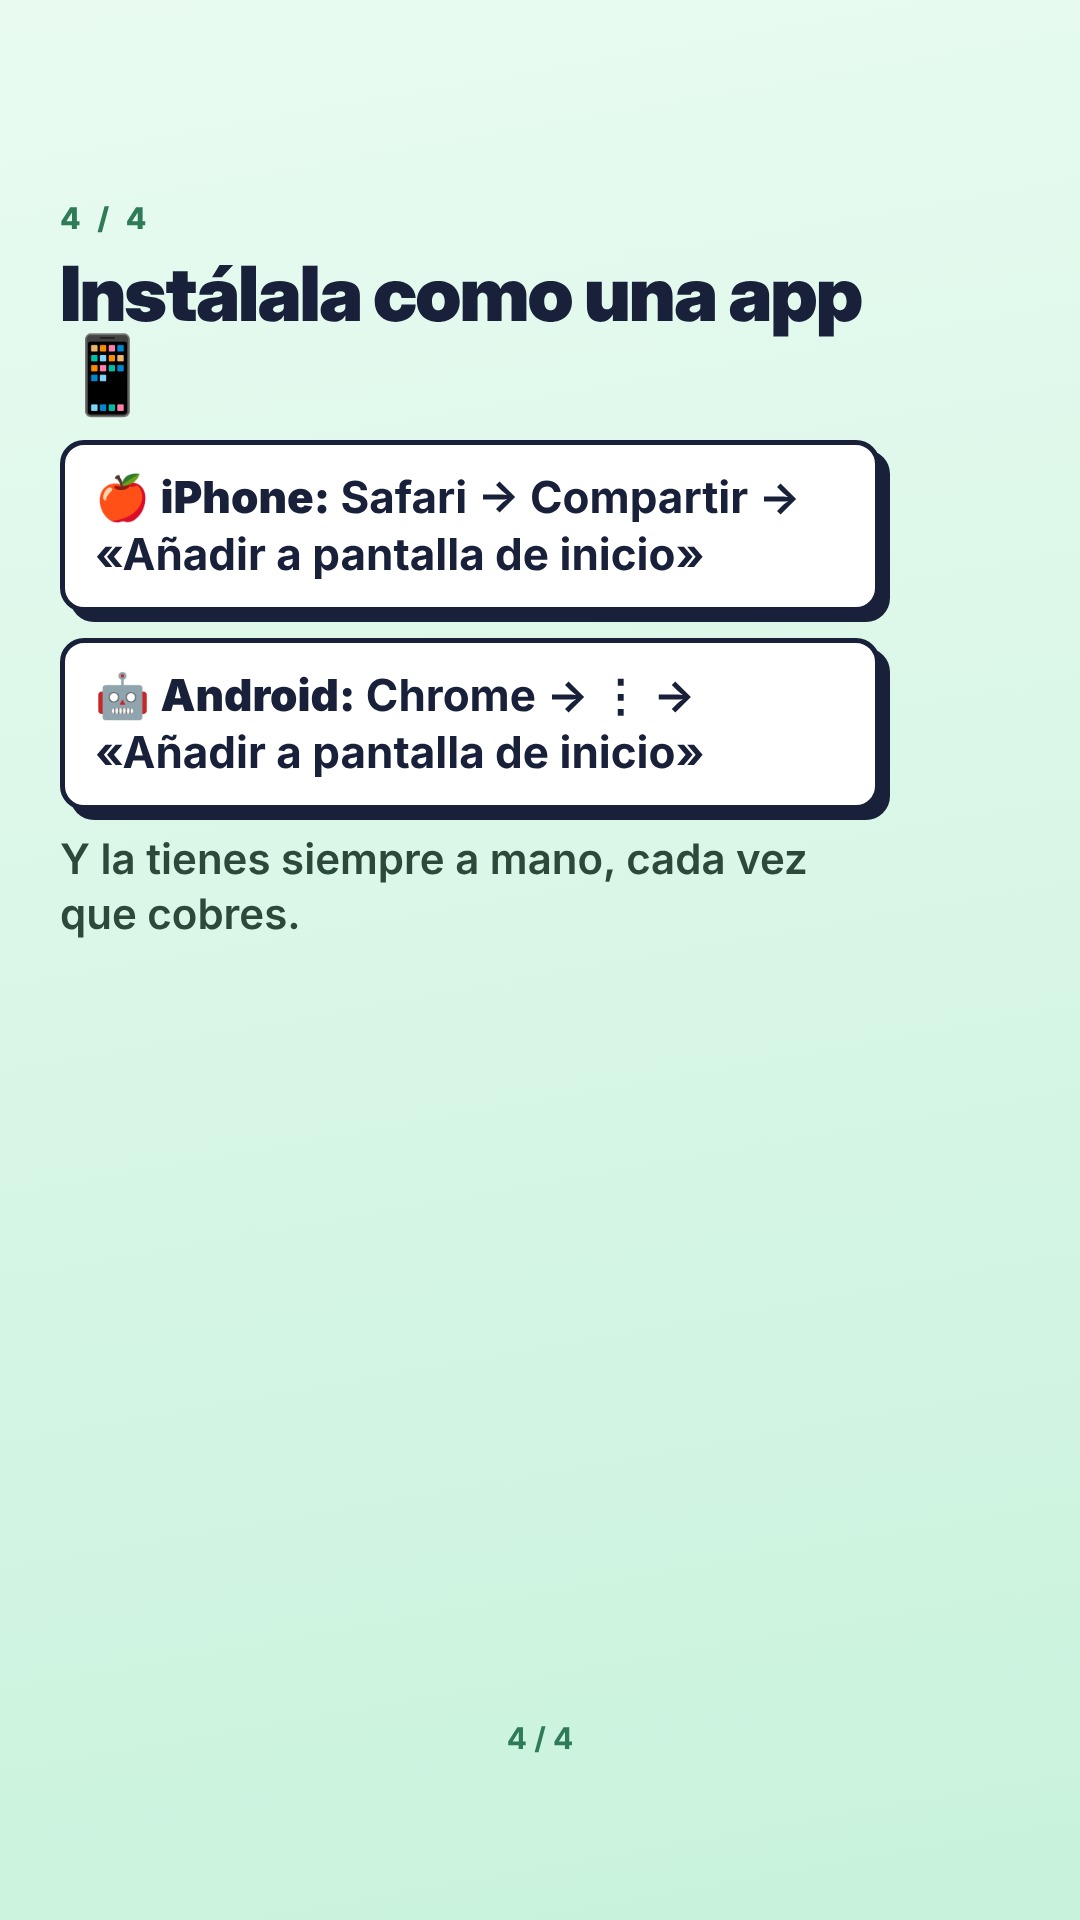 4 / 4
Instálala como una app
📱
🍎 iPhone: Safari → Compartir →
«Añadir a pantalla de inicio»
🤖 Android: Chrome → ⋮ →
«Añadir a pantalla de inicio»
Y la tienes siempre a mano, cada vez
que cobres.
4 / 4